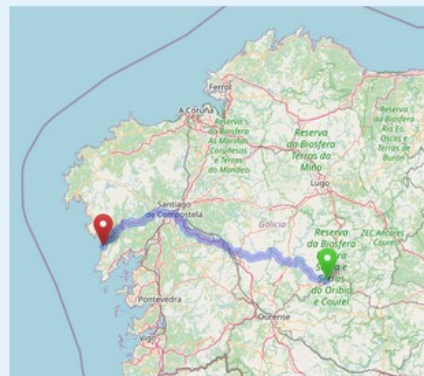 Ferrol
A Coruña
Reserva
da Biosfera
As Mariñas
Coruñesas
e Terras
do Mandeo
Reserva
da Biosfera
Terras do
Miño
Reserva
da Biosfera
Río Eo,
Oscos e
Terras de
Burón
Lugo
Santiago
de Compostela
Galicia
ZEC Ancares -
Courel
Reserva
da Biosfera
Serras
do Oribio
e Courel
Pontevedra
Ourense
Vigo